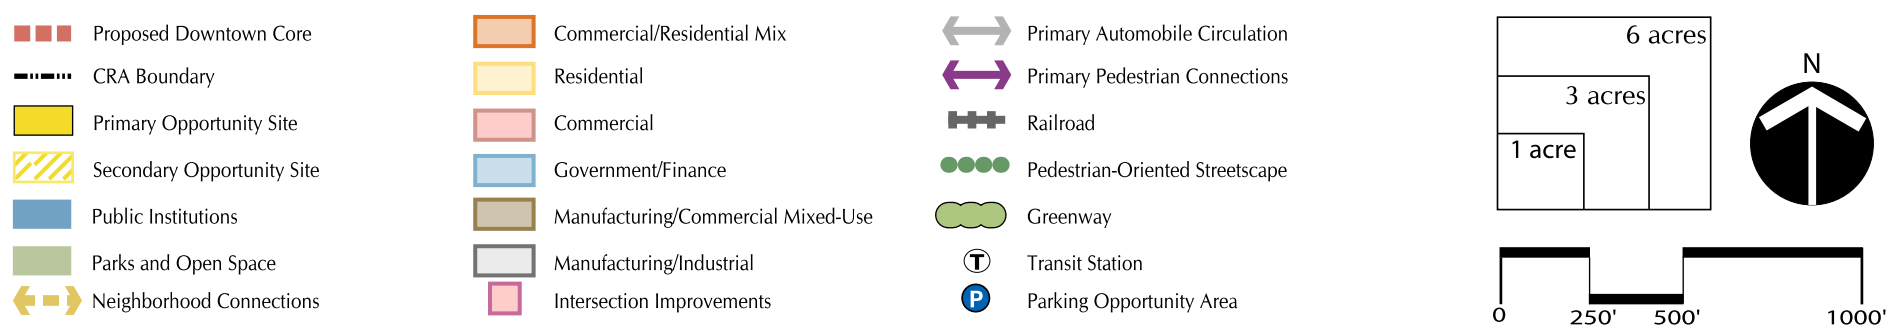 Proposed Downtown Core
CRA Boundary
Primary Opportunity Site
Secondary Opportunity Site
Public Institutions
Parks and Open Space
Neighborhood Connections
Commercial/Residential Mix
Residential
Commercial
Government/Finance
Manufacturing/Commercial Mixed-Use
Manufacturing/Industrial
Intersection Improvements
Primary Automobile Circulation
Primary Pedestrian Connections
Railroad
Pedestrian-Oriented Streetscape
Greenway
T Transit Station
P Parking Opportunity Area
6 acres
3 acres
1 acre
N
0 250' 500' 1000'